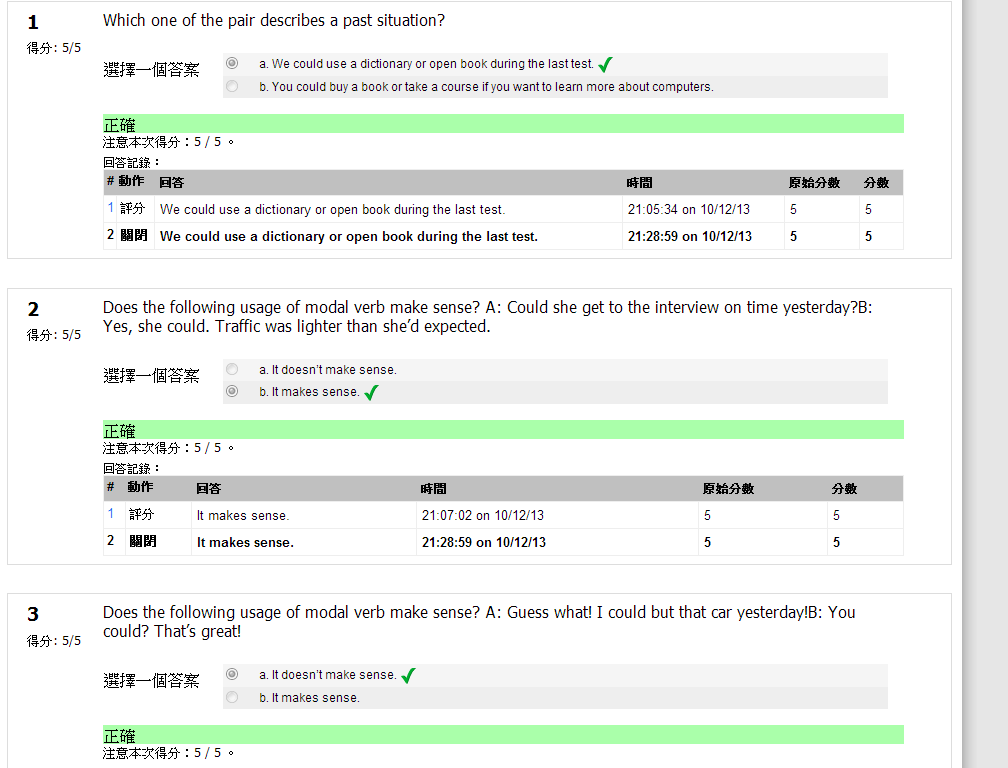 1
Which one of the pair describes a past situation?
得分: 5/5
選擇一個答案
a. We could use a dictionary or open book during the last test.
b. You could buy a book or take a course if you want to learn more about computers.
正確
注意本次得分：5 / 5 。
回答記錄：
# 動作 回答 時間 原始分數 分數
1 評分 We could use a dictionary or open book during the last test. 21:05:34 on 10/12/13 5 5
2 關閉 We could use a dictionary or open book during the last test. 21:28:59 on 10/12/13 5 5
2
Does the following usage of modal verb make sense? A: Could she get to the interview on time yesterday?B:
Yes, she could. Traffic was lighter than she’d expected.
得分: 5/5
選擇一個答案
a. It doesn’t make sense.
b. It makes sense.
正確
注意本次得分：5 / 5 。
回答記錄：
# 動作 回答 時間 原始分數 分數
1 評分 It makes sense. 21:07:02 on 10/12/13 5 5
2 關閉 It makes sense. 21:28:59 on 10/12/13 5 5
3
Does the following usage of modal verb make sense? A: Guess what! I could but that car yesterday!B: You
could? That’s great!
得分: 5/5
選擇一個答案
a. It doesn’t make sense.
b. It makes sense.
正確
注意本次得分：5 / 5 。